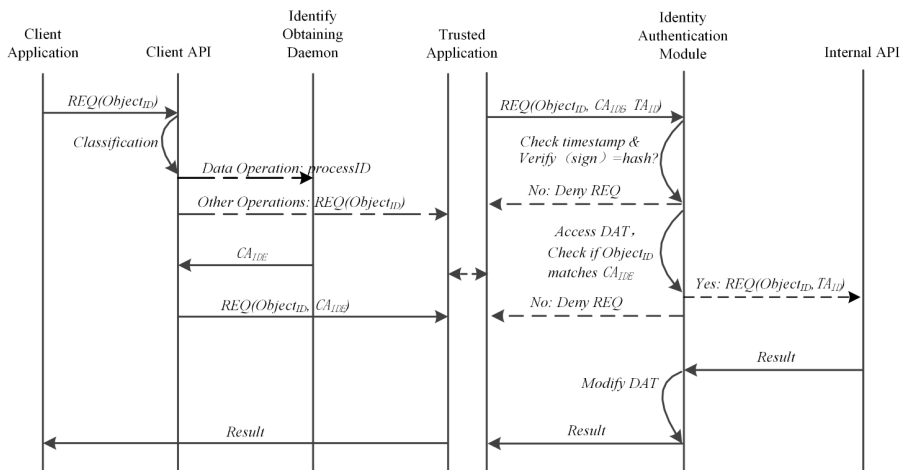 Client
Application
Client API
Identify
Obtaining
Daemon
Trusted
Application
Identity
Authentication
Module
Internal API
REQ(ObjectID)
REQ(ObjectID, CAIDE, TAID)
Classification
Check timestamp &
Verify（sign）=hash?
Data Operation: processID
No: Deny REQ
Other Operations: REQ(ObjectID)
Access DAT，
Check if ObjectID
matches CAIDE
CAIDE
Yes: REQ(ObjectID,TAID)
REQ(ObjectID, CAIDE)
No: Deny REQ
Result
Modify DAT
Result
Result